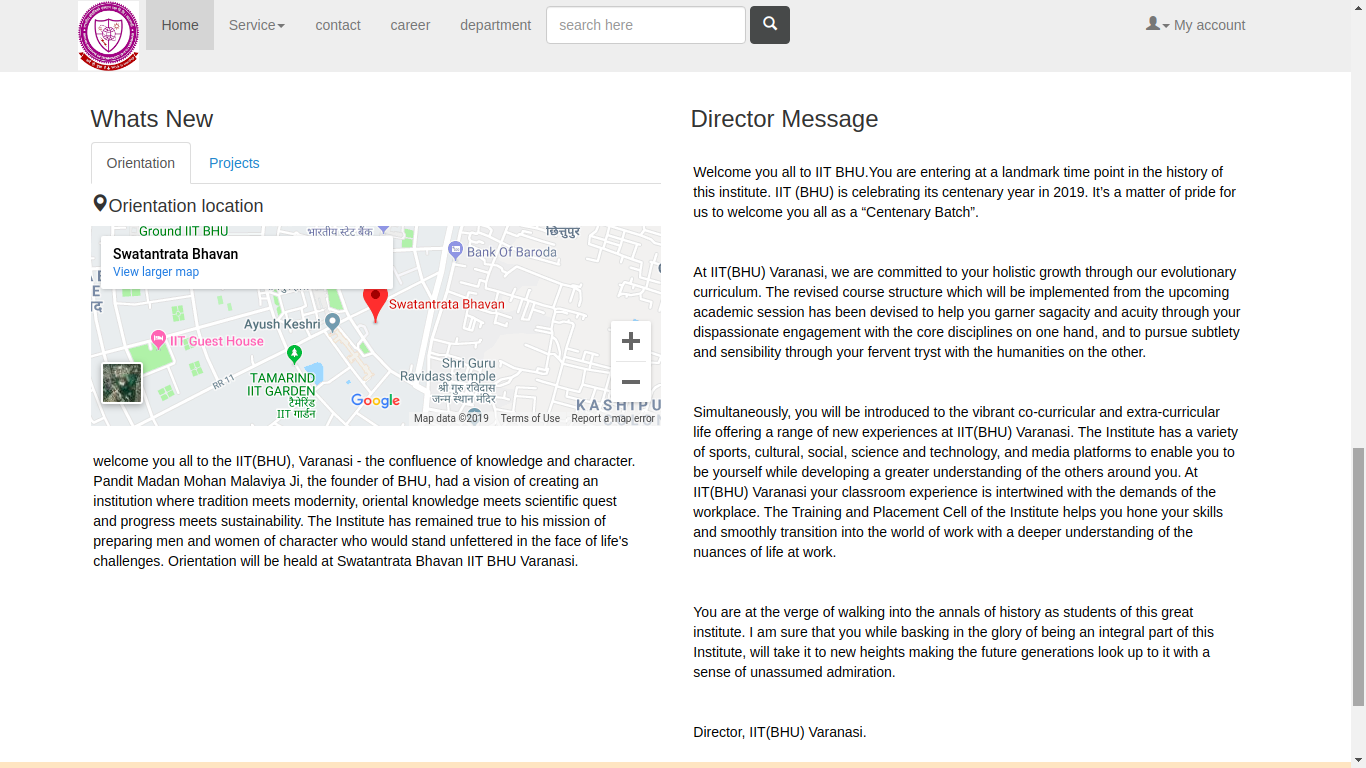 Home
Service
contact
career
department
search here
My account
Whats New
Orientation
Projects
Orientation location
Ground IIT BHU
भारतीय स्टेट बैंक
छित्तुपुर
Swatantrata Bhavan
View larger map
Bank Of Baroda
Swatantrata Bhavan
Ayush Keshri
IIT Guest House
RR 11
TAMARIND
IIT GARDEN
टैमेरिंड
IIT गार्डन
Shri Guru
Ravidass temple
श्री गुरु रविदास
जन्म स्थान मंदिर
Google
KASHIPU
Map data ©2019 Terms of Use Report a map error
welcome you all to the IIT(BHU), Varanasi - the confluence of knowledge and character.
Pandit Madan Mohan Malaviya Ji, the founder of BHU, had a vision of creating an
institution where tradition meets modernity, oriental knowledge meets scientific quest
and progress meets sustainability. The Institute has remained true to his mission of
preparing men and women of character who would stand unfettered in the face of life's
challenges. Orientation will be heald at Swatantrata Bhavan IIT BHU Varanasi.
Director Message
Welcome you all to IIT BHU.You are entering at a landmark time point in the history of
this institute. IIT (BHU) is celebrating its centenary year in 2019. It’s a matter of pride for
us to welcome you all as a “Centenary Batch”.
At IIT(BHU) Varanasi, we are committed to your holistic growth through our evolutionary
curriculum. The revised course structure which will be implemented from the upcoming
academic session has been devised to help you garner sagacity and acuity through your
dispassionate engagement with the core disciplines on one hand, and to pursue subtlety
and sensibility through your fervent tryst with the humanities on the other.
Simultaneously, you will be introduced to the vibrant co-curricular and extra-curricular
life offering a range of new experiences at IIT(BHU) Varanasi. The Institute has a variety
of sports, cultural, social, science and technology, and media platforms to enable you to
be yourself while developing a greater understanding of the others around you. At
IIT(BHU) Varanasi your classroom experience is intertwined with the demands of the
workplace. The Training and Placement Cell of the Institute helps you hone your skills
and smoothly transition into the world of work with a deeper understanding of the
nuances of life at work.
You are at the verge of walking into the annals of history as students of this great
institute. I am sure that you while basking in the glory of being an integral part of this
Institute, will take it to new heights making the future generations look up to it with a
sense of unassumed admiration.
Director, IIT(BHU) Varanasi.